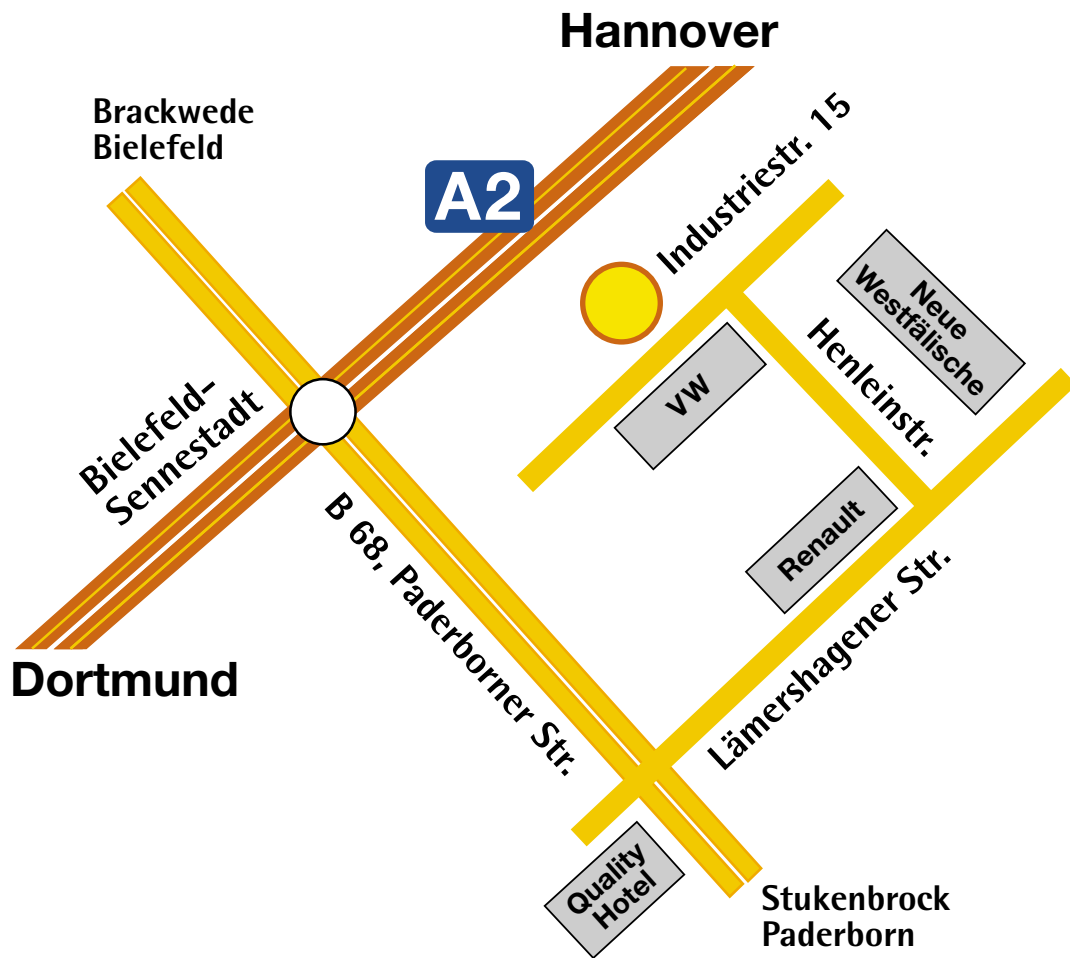 Hannover
Brackwede
Bielefeld
A2
Industriestr. 15
Neue
Westfälische
Henleinstr.
VW
Bielefeld-
Sennestadt
B 68, Paderborner Str.
Renault
Lämershagener Str.
Dortmund
Quality
Hotel
Stukenbrock
Paderborn